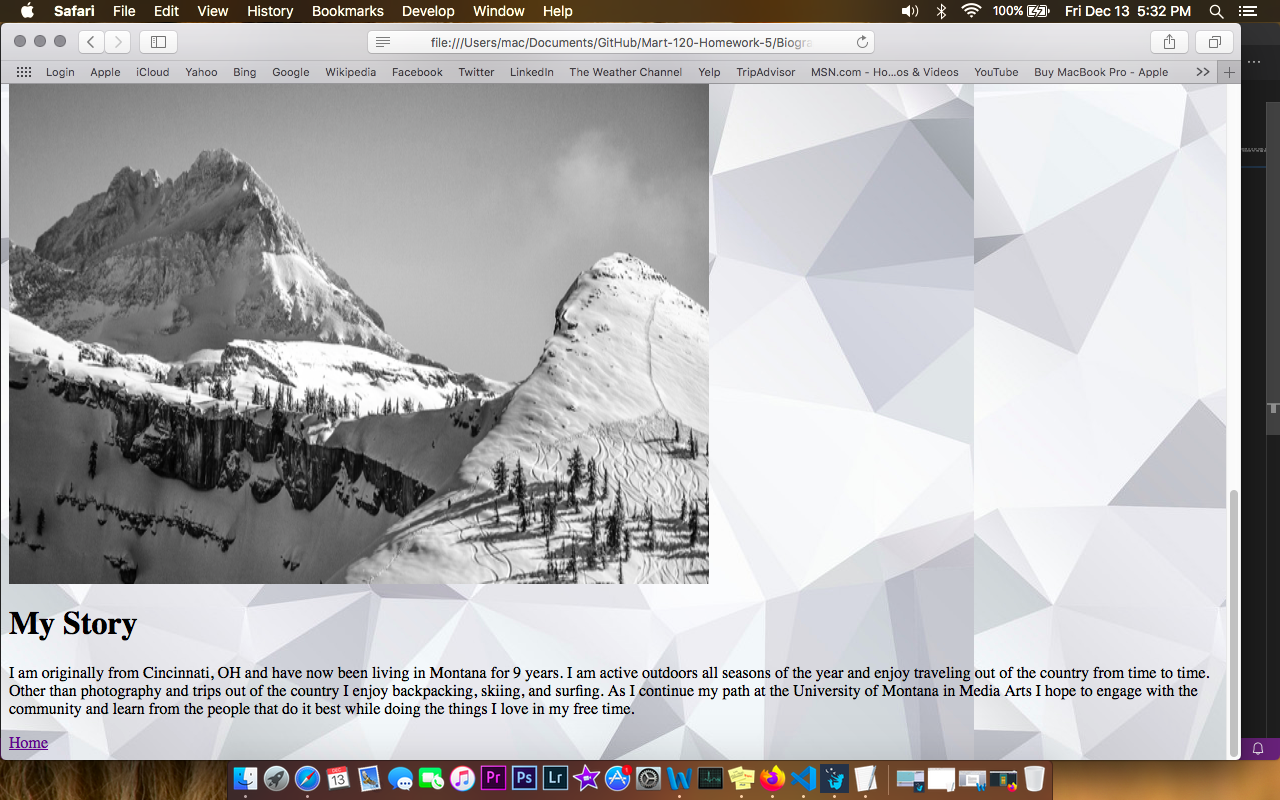 Safari File Edit View History Bookmarks Develop Window Help 100% Fri Dec 13 5:32 PM
file:///Users/mac/Documents/GitHub/Mart-120-Homework-5/Biogra
Login Apple iCloud Yahoo Bing Google Wikipedia Facebook Twitter LinkedIn The Weather Channel Yelp TripAdvisor MSN.com - Ho...os & Videos YouTube Buy MacBook Pro - Apple >> +
My Story
I am originally from Cincinnati, OH and have now been living in Montana for 9 years. I am active outdoors all seasons of the year and enjoy traveling out of the country from time to time.
Other than photography and trips out of the country I enjoy backpacking, skiing, and surfing. As I continue my path at the University of Montana in Media Arts I hope to engage with the
community and learn from the people that do it best while doing the things I love in my free time.
Home
DEC 13 Pr Ps Lr 1 W